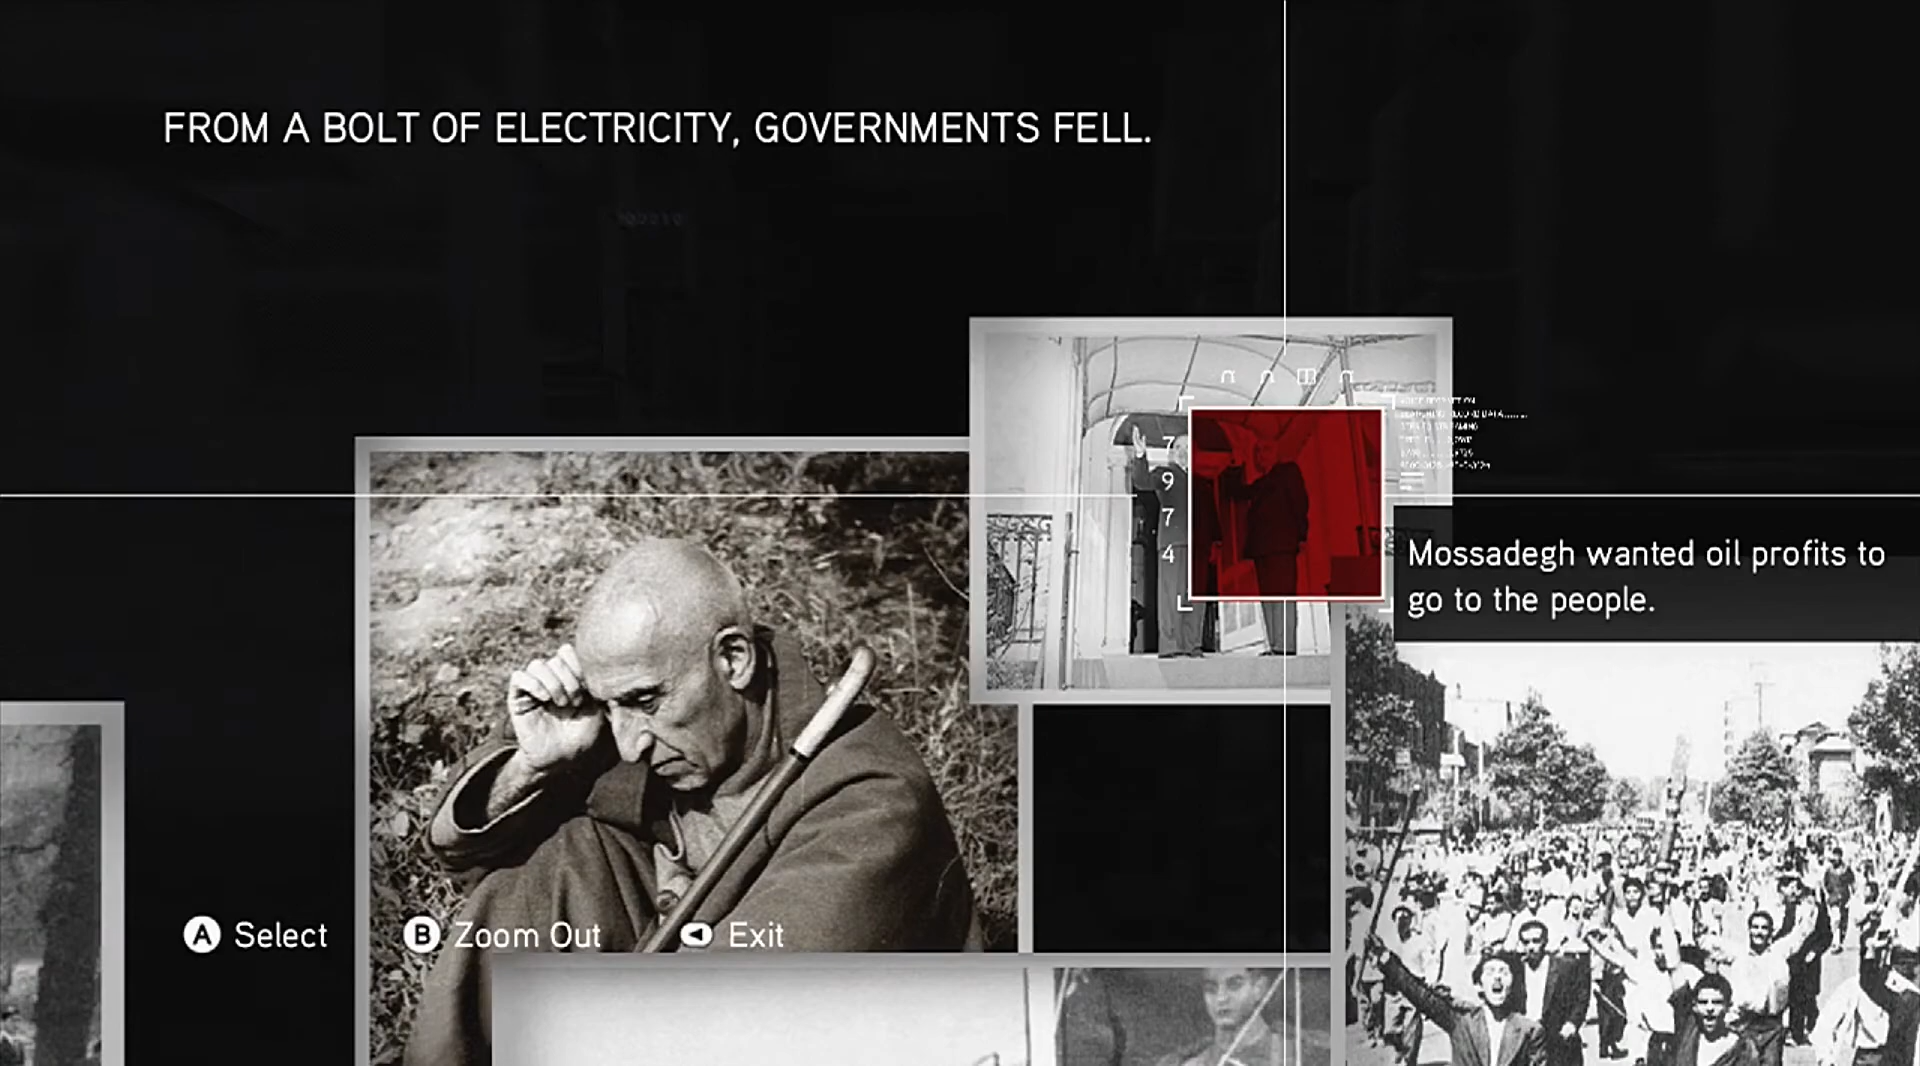 FROM A BOLT OF ELECTRICITY, GOVERNMENTS FELL.
7
9
7
4
Mossadegh wanted oil profits to
go to the people.
A Select B Zoom Out Exit